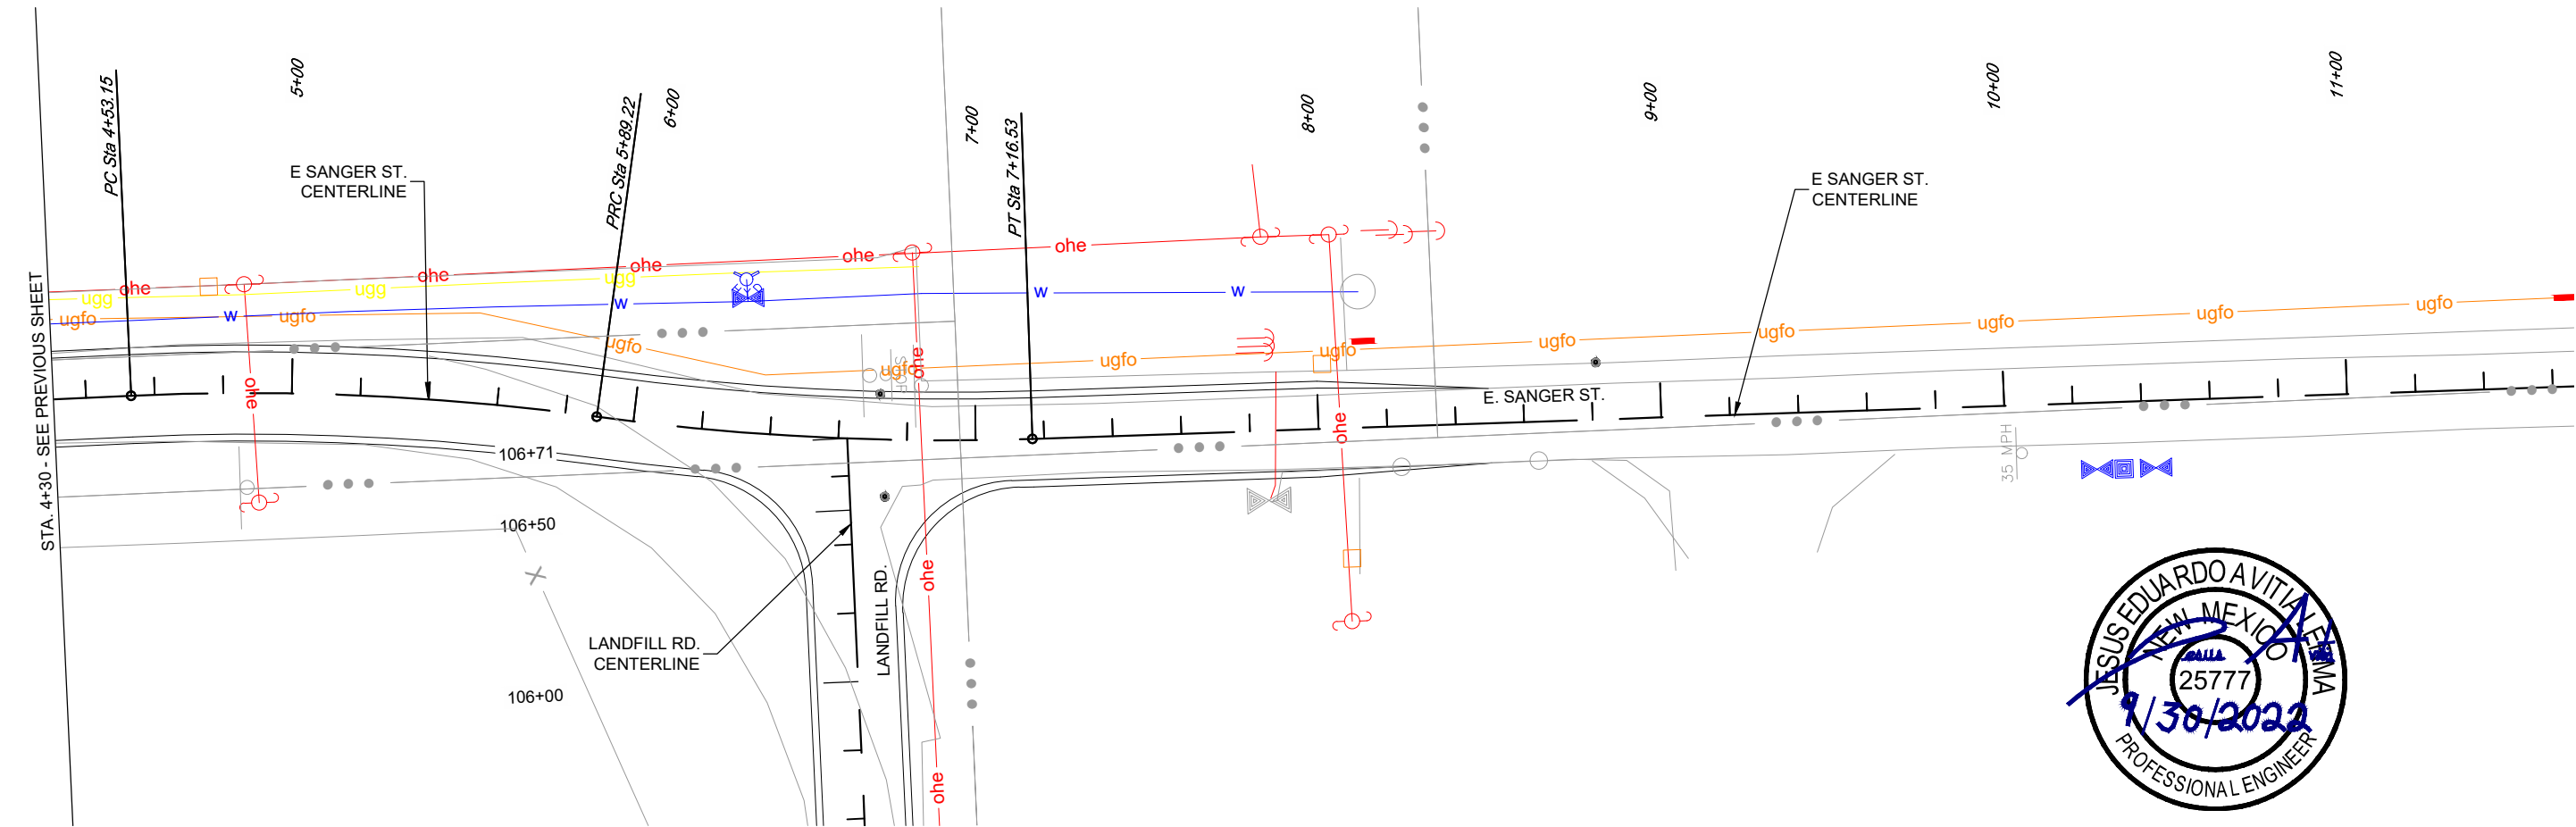 5+00
6+00
7+00
8+00
9+00
10+00
11+00
PC Sta 4+53.15
PRC Sta 5+89.22
PT Sta 7+16.53
E SANGER ST.
CENTERLINE
E SANGER ST.
CENTERLINE
STA. 4+30 - SEE PREVIOUS SHEET
ohe
ohe
ohe
ohe
ohe
ugg
ugg
ugg
w
w
w
w
ugfo
ugfo
ugfo
ugfo
ugfo
ugfo
ugfo
ugfo
ugfo
ugfo
ugfo
ohe
ohe
ohe
ohe
ohe
STOP
E. SANGER ST.
35 MPH
106+71
106+50
106+00
X
LANDFILL RD.
CENTERLINE
LANDFILL RD.
NEW MEXICO
25777
9/30/2022
PROFESSIONAL ENGINEER
JESUS EDUARDO AVITIA